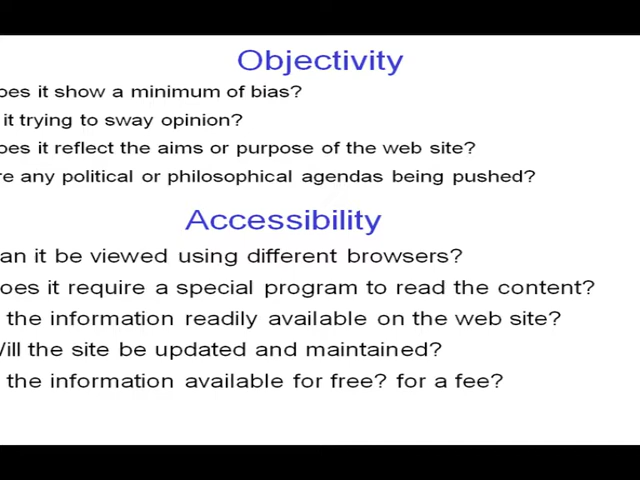 Objectivity
oes it show a minimum of bias?
it trying to sway opinion?
oes it reflect the aims or purpose of the web site?
re any political or philosophical agendas being pushed?
Accessibility
an it be viewed using different browsers?
oes it require a special program to read the content?
the information readily available on the web site?
Will the site be updated and maintained?
the information available for free? for a fee?